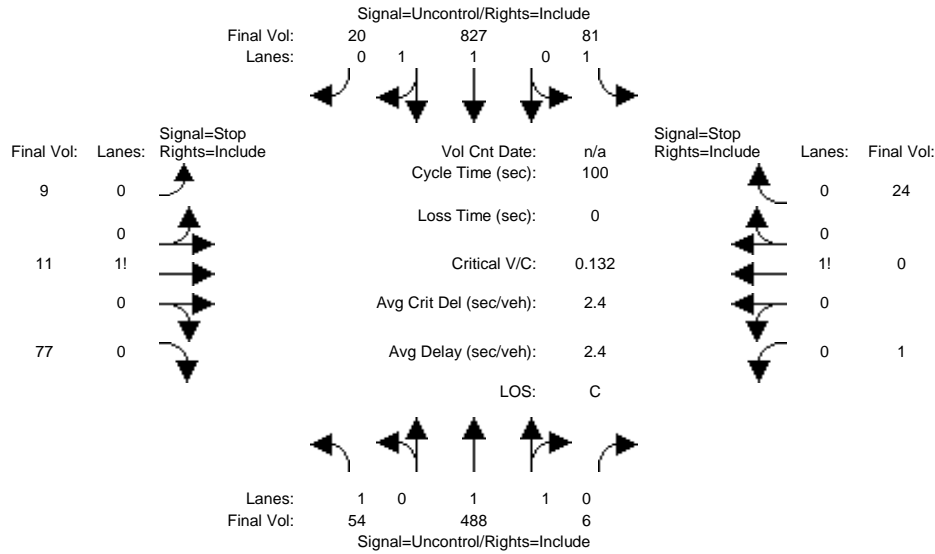 Signal=Uncontrol/Rights=Include
Final Vol: 20 827 81
Lanes: 0 1 1 0 1
Signal=Stop
Final Vol: Lanes: Rights=Include
Vol Cnt Date: n/a
Signal=Stop
Rights=Include Lanes: Final Vol:
Cycle Time (sec): 100
9 0
0 24
Loss Time (sec): 0
0
0
11 1!
Critical V/C: 0.132
1! 0
0
Avg Crit Del (sec/veh): 2.4
0
77 0
Avg Delay (sec/veh): 2.4
0 1
LOS: C
Lanes: 1 0 1 1 0
Final Vol: 54 488 6
Signal=Uncontrol/Rights=Include